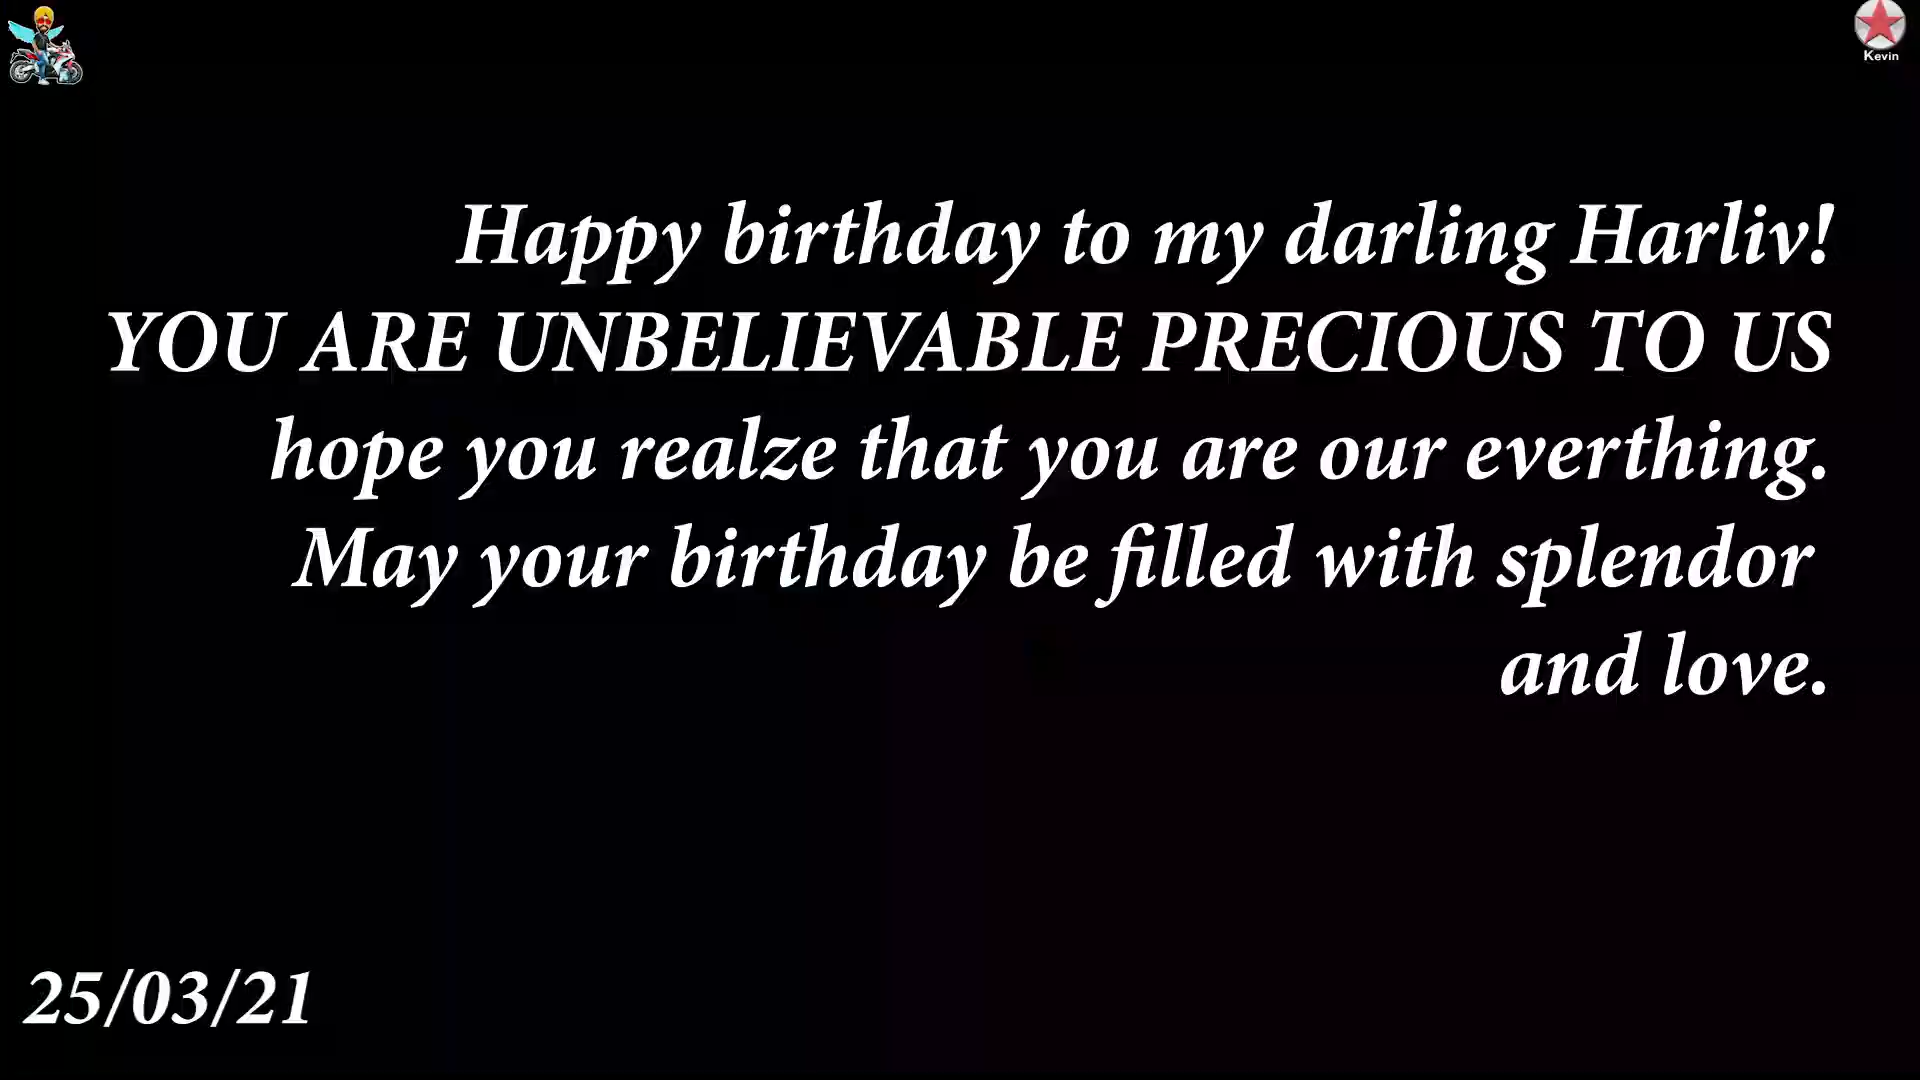 Kevin
Happy birthday to my darling Harliv!
YOU ARE UNBELIEVABLE PRECIOUS TO US
hope you realze that you are our everthing.
May your birthday be filled with splendor
and love.
25/03/21